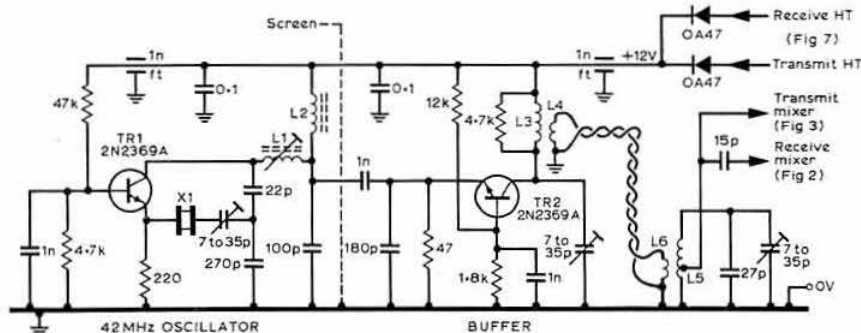 Receive HT
(Fig 7)
OA47
Transmit HT
OA47
1n
ft
0·1
0·1
1n
ft
+12V
47k
L2
12k
4·7k
L3
L4
Transmit
mixer
(Fig 3)
TR1
2N2369A
L1
15p
Receive
mixer
(Fig 2)
X1
22p
1n
TR2
2N2369A
7 to 35p
1n
4·7k
220
270p
100p
180p
47
1·8k
1n
7 to
35p
L6
L5
27p
7 to
35p
0V
Screen
42MHz OSCILLATOR
BUFFER